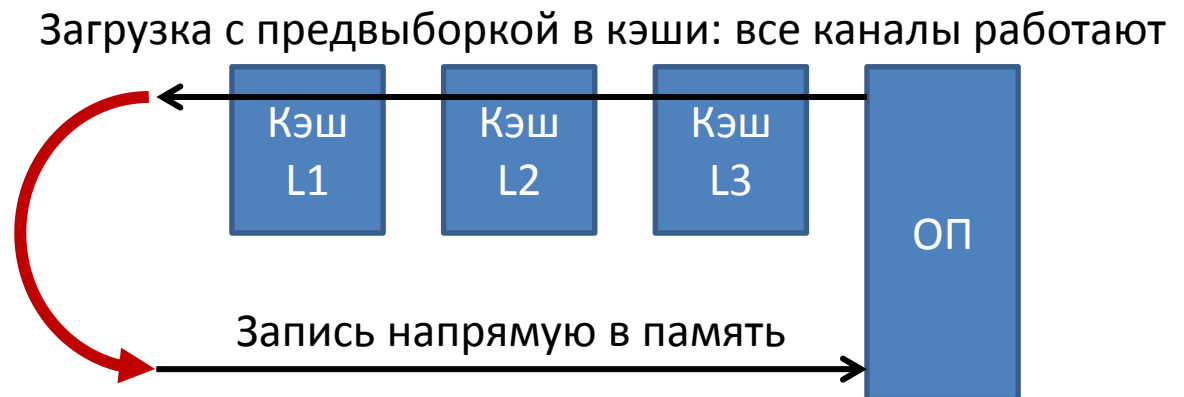 Загрузка с предвыборкой в кэши: все каналы работают
Кэш
L1
Кэш
L2
Кэш
L3
ОП
Запись напрямую в память